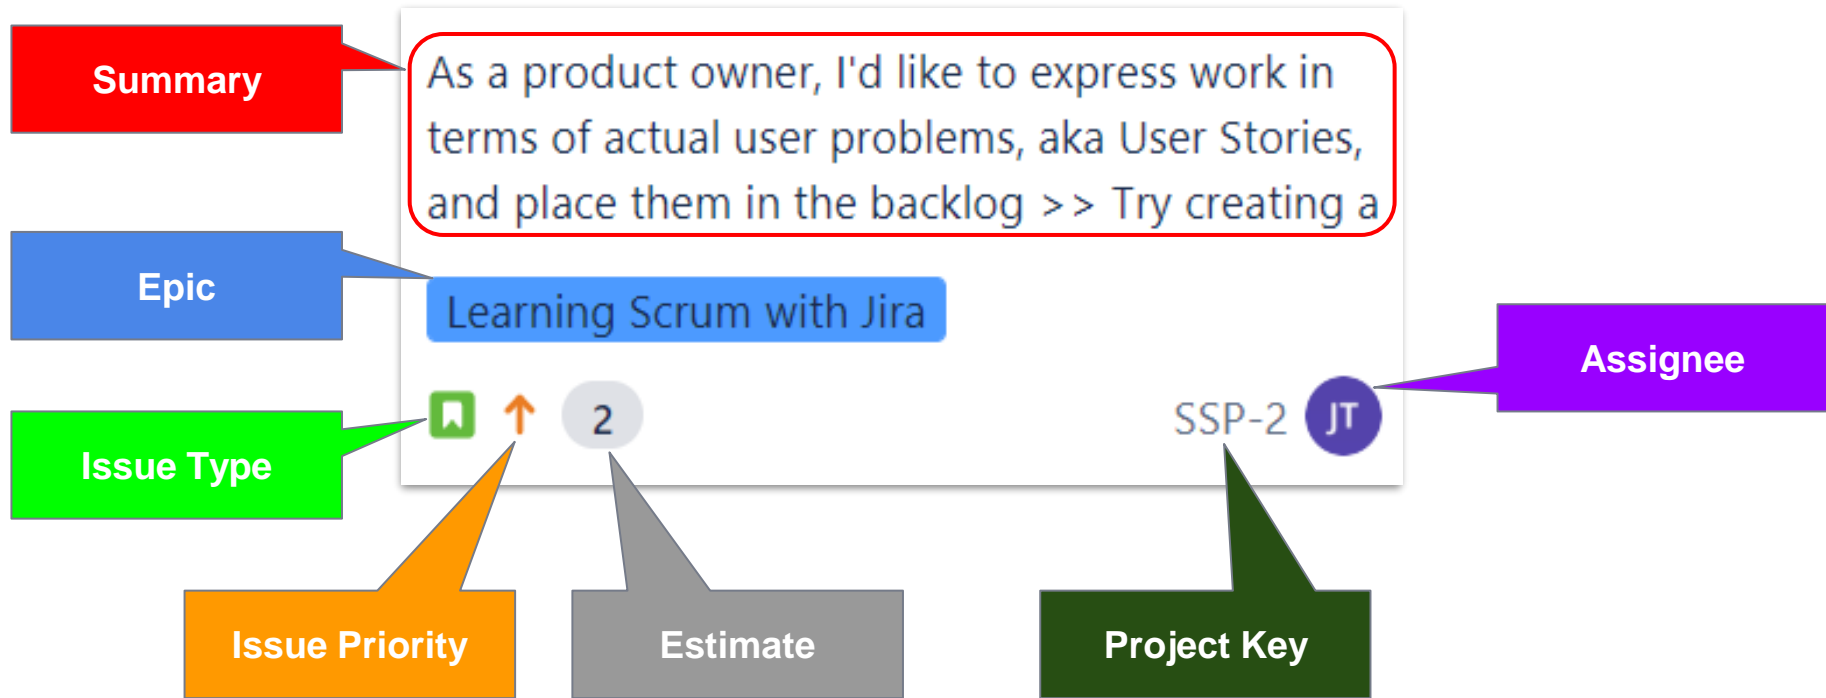 Summary
As a product owner, I'd like to express work in
terms of actual user problems, aka User Stories,
and place them in the backlog >> Try creating a
Epic
Learning Scrum with Jira
Assignee
Issue Type
2
SSP-2
JT
Issue Priority
Estimate
Project Key